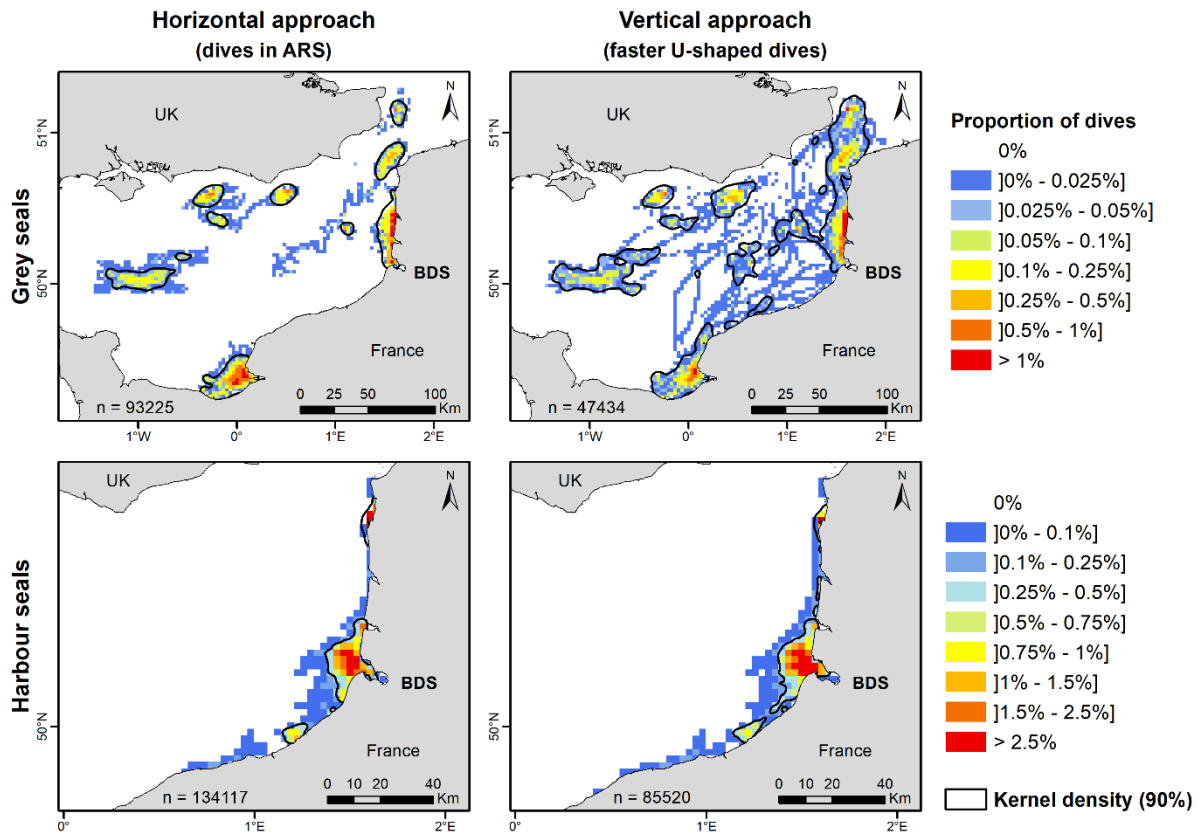 Horizontal approach
(dives in ARS)
Vertical approach
(faster U-shaped dives)
Grey seals
51°N
50°N
UK
N
BDS
France
n = 93225
0 25 50 100
Km
1°W 0° 1°E 2°E
UK
N
BDS
France
n = 47434
0 25 50 100
Km
1°W 0° 1°E 2°E
Proportion of dives
0%
]0% - 0.025%]
]0.025% - 0.05%]
]0.05% - 0.1%]
]0.1% - 0.25%]
]0.25% - 0.5%]
]0.5% - 1%]
> 1%
Harbour seals
50°N
UK
N
BDS
France
n = 134117
0 10 20 40
Km
0° 1°E 2°E
UK
N
BDS
France
n = 85520
0 10 20 40
Km
0° 1°E 2°E
50°N
0%
]0% - 0.1%]
]0.1% - 0.25%]
]0.25% - 0.5%]
]0.5% - 0.75%]
]0.75% - 1%]
]1% - 1.5%]
]1.5% - 2.5%]
> 2.5%
Kernel density (90%)